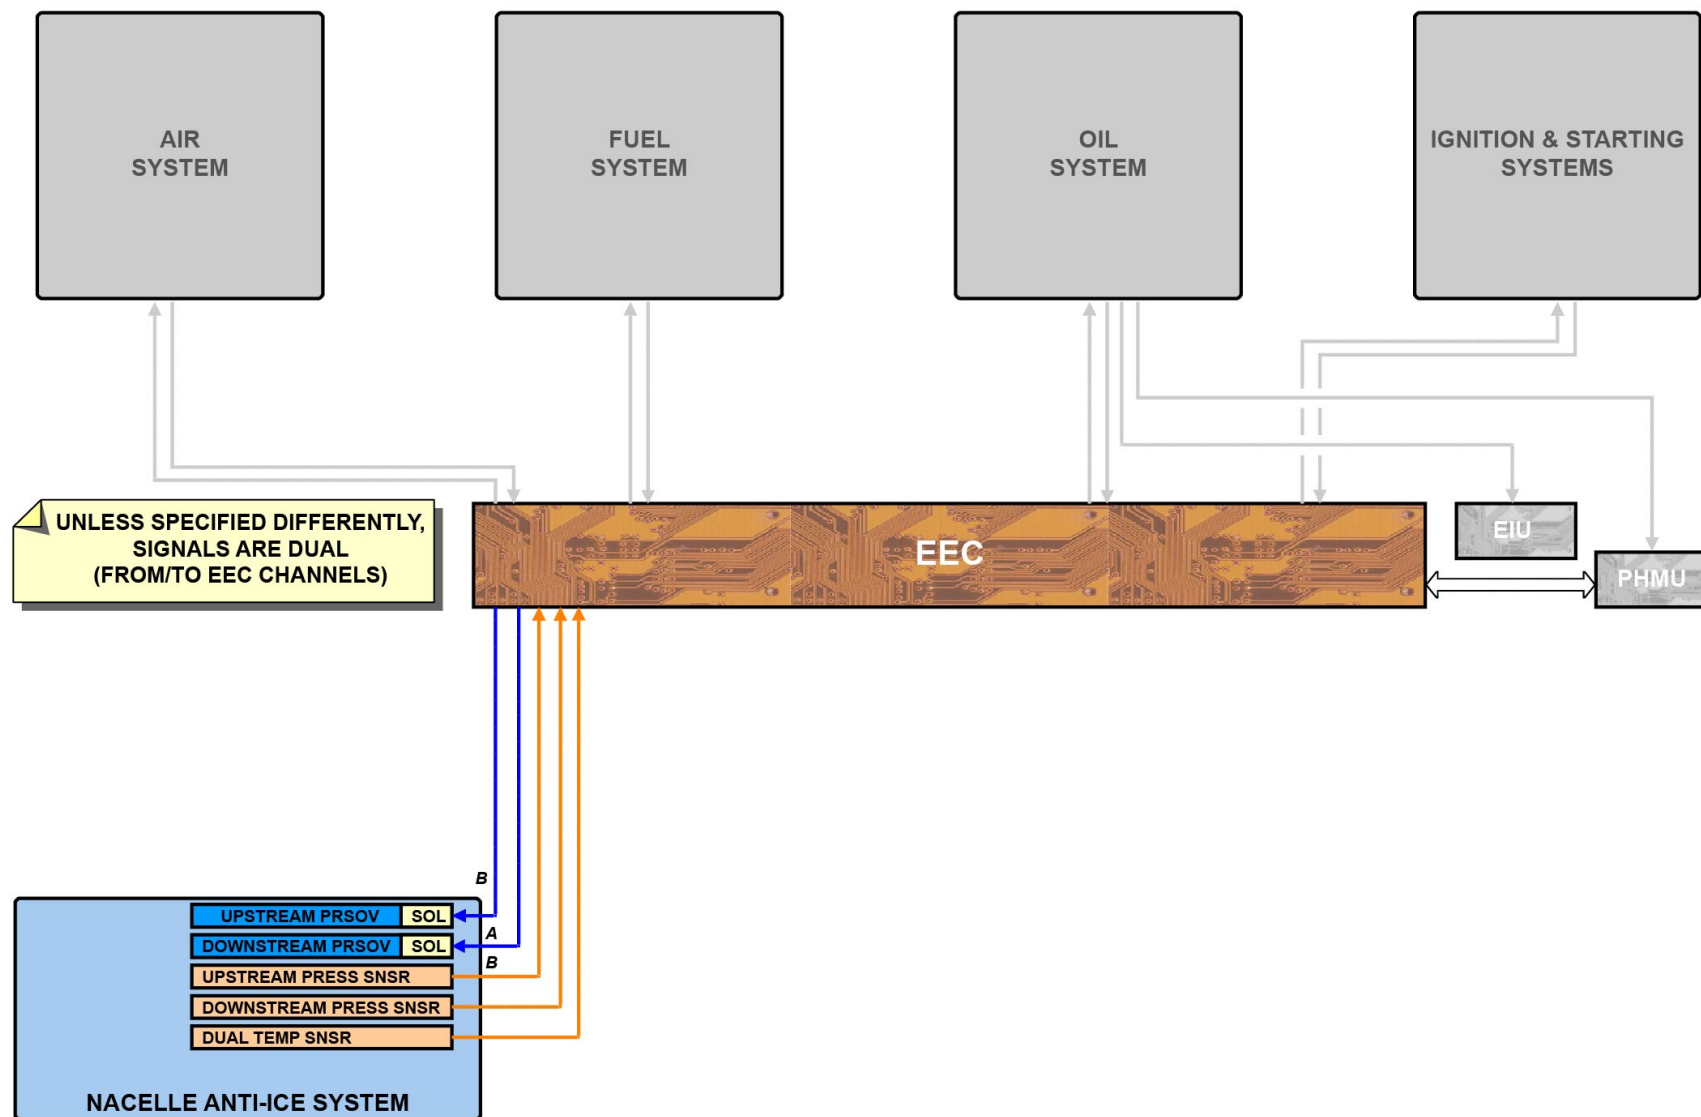 AIR
SYSTEM
FUEL
SYSTEM
OIL
SYSTEM
IGNITION & STARTING
SYSTEMS
UNLESS SPECIFIED DIFFERENTLY,
SIGNALS ARE DUAL
(FROM/TO EEC CHANNELS)
EEC
EIU
PHMU
B
UPSTREAM PRSOV SOL
A
DOWNSTREAM PRSOV SOL
B
UPSTREAM PRESS SNSR
DOWNSTREAM PRESS SNSR
DUAL TEMP SNSR
NACELLE ANTI-ICE SYSTEM